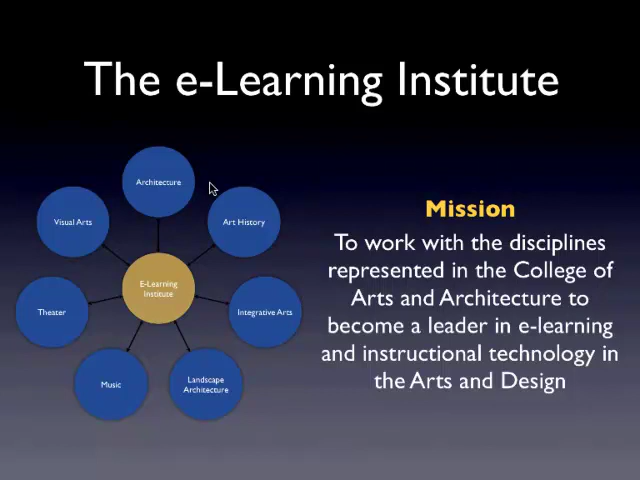 The e-Learning Institute
Architecture
Visual Arts
Art History
E-Learning
Institute
Theater
Integrative Arts
Music
Landscape
Architecture
Mission
To work with the disciplines
represented in the College of
Arts and Architecture to
become a leader in e-learning
and instructional technology in
the Arts and Design